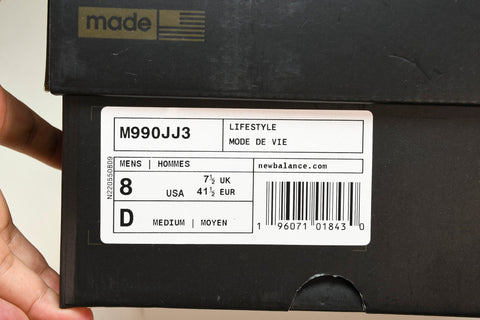 made
M990JJ3
LIFESTYLE
MODE DE VIE
MENS | HOMMES
newbalance.com
8 USA 7½ UK
41½ EUR
D MEDIUM | MOYEN
N220550809
1 96071 01843 0